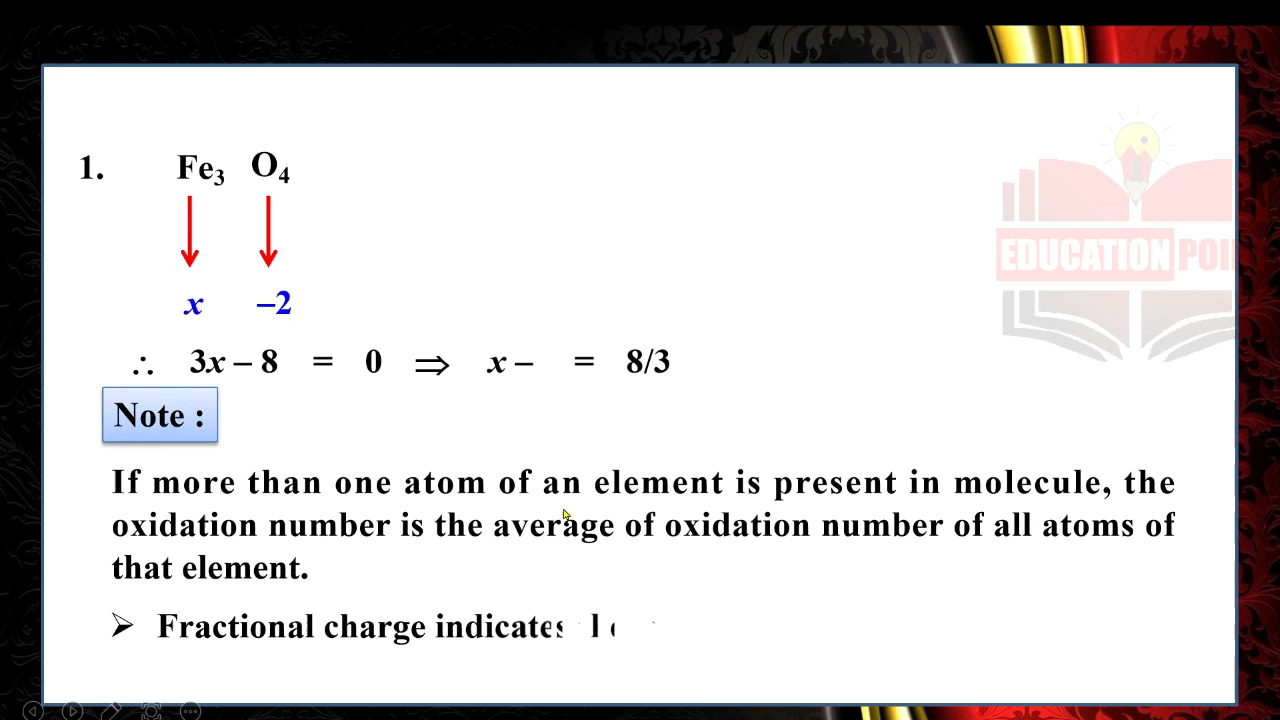 1. Fe₃ O₄
x –2
∴ 3x – 8 = 0 ⇒ x – = 8/3
Note :
If more than one atom of an element is present in molecule, the
oxidation number is the average of oxidation number of all atoms of
that element.
➢ Fractional charge indicates
EDUCATION